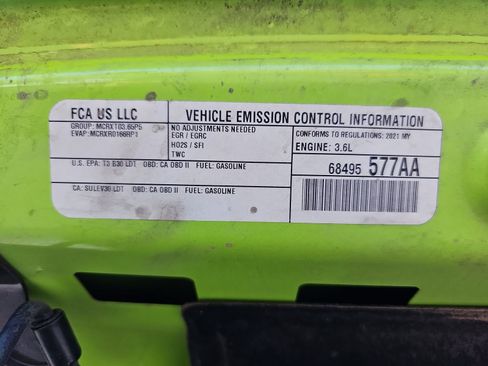 FCA US LLC
GROUP: MCRXT03.65P5
EVAP: MCRXR0166RP1
VEHICLE EMISSION CONTROL INFORMATION
NO ADJUSTMENTS NEEDED
EGR / EGRC
HO2S / SFI
TWC
CONFORMS TO REGULATIONS: 2021 MY
ENGINE: 3.6L
U.S. EPA: T3 B30 LDT OBD: CA OBD II FUEL: GASOLINE
CA: SULEV30 LDT OBD: CA OBD II FUEL: GASOLINE
68495 577AA